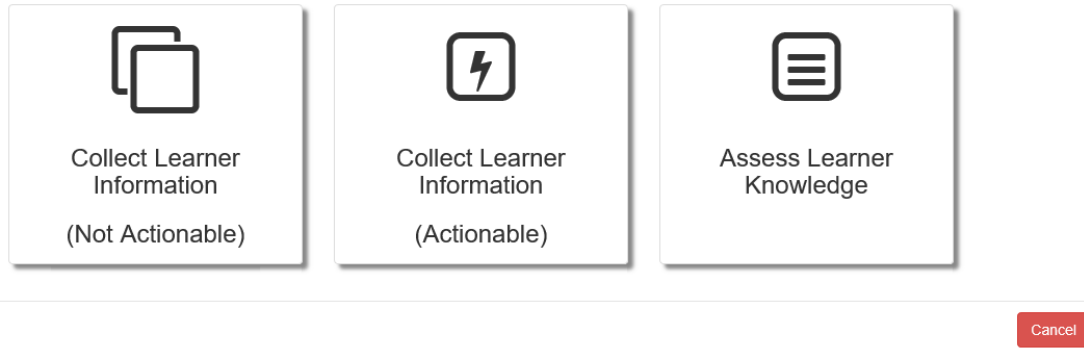 Collect Learner
Information
(Not Actionable)
Collect Learner
Information
(Actionable)
Assess Learner
Knowledge
Cancel